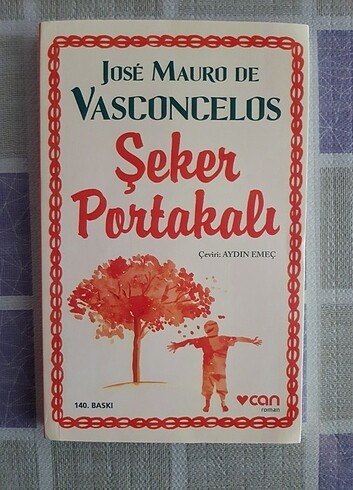 JOSÉ MAURO DE
VASCONCELOS
Şeker
Portakalı
Çeviri: AYDIN EMEÇ
can
roman
140. BASKI